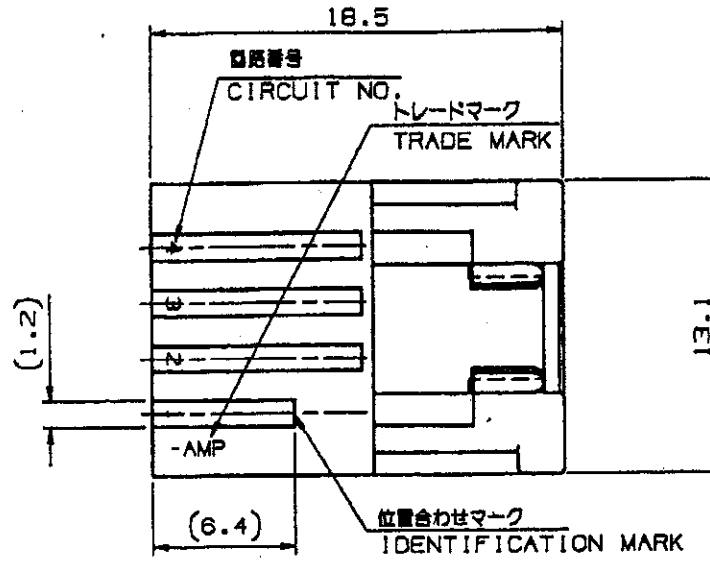 18.5
回路番号
CIRCUIT NO.
トレードマーク
TRADE MARK
4
3
2
(1.2)
13.1
-AMP
(6.4)
位置合わせマーク
IDENTIFICATION MARK